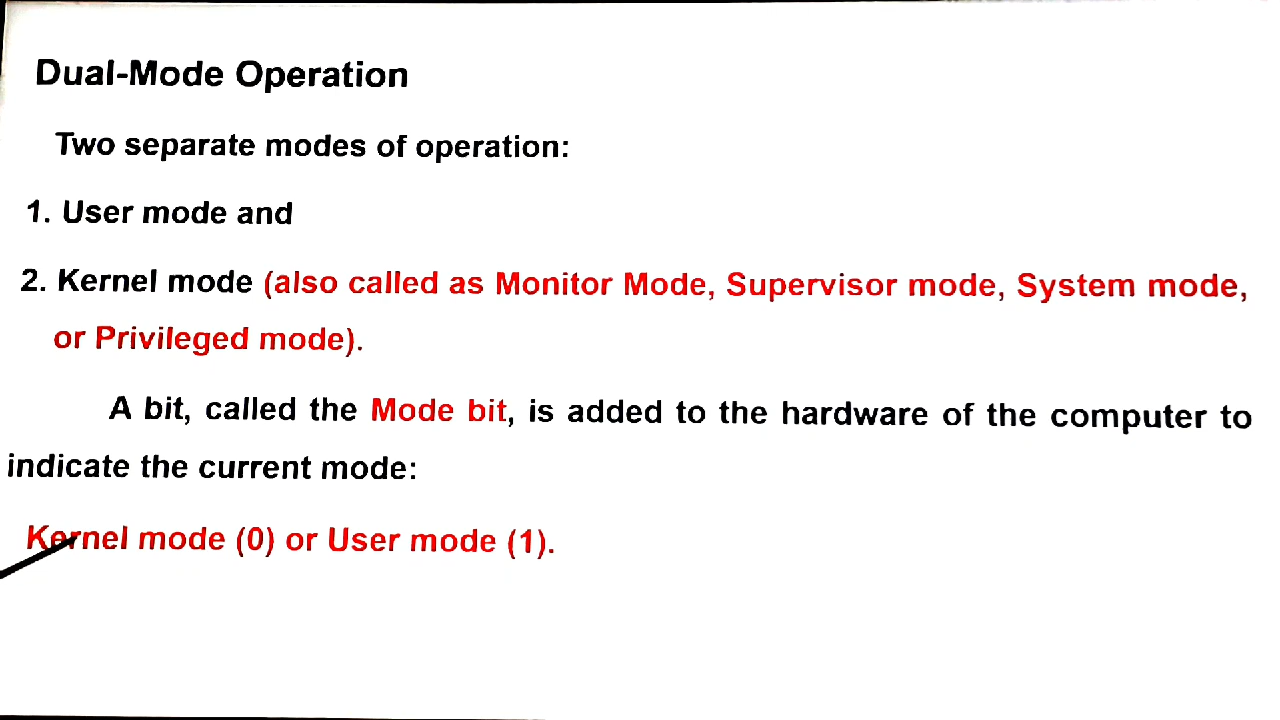 Dual-Mode Operation
Two separate modes of operation:
1. User mode and
2. Kernel mode (also called as Monitor Mode, Supervisor mode, System mode,
or Privileged mode).
A bit, called the Mode bit, is added to the hardware of the computer to
indicate the current mode:
Kernel mode (0) or User mode (1).